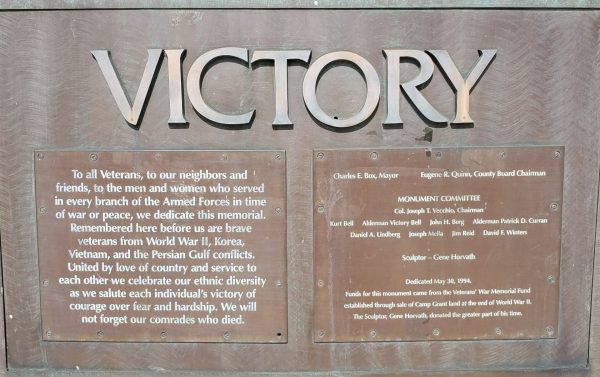 VICTORY
To all Veterans, to our neighbors and
friends, to the men and women who served
in every branch of the Armed Forces in time
of war or peace, we dedicate this memorial.
Remembered here before us are brave
veterans from World War II, Korea,
Vietnam, and the Persian Gulf conflicts.
United by love of country and service to
each other we celebrate our ethnic diversity
as we salute each individual's victory of
courage over fear and hardship. We will
not forget our comrades who died.
Charles E. Box, Mayor Eugene R. Quinn, County Board Chairman
MONUMENT COMMITTEE
Col. Joseph T. Vecchio, Chairman
Kurt Bell Alderman Victory Bell John H. Borg Alderman Patrick D. Curran
Daniel A. Lindberg Joseph Mella Jim Reid David F. Winters
Sculptor – Gene Horvath
Dedicated May 30, 1994.
Funds for this monument came from the Veterans' War Memorial Fund
established through sale of Camp Grant land at the end of World War II.
The Sculptor, Gene Horvath, donated the greater part of his time.